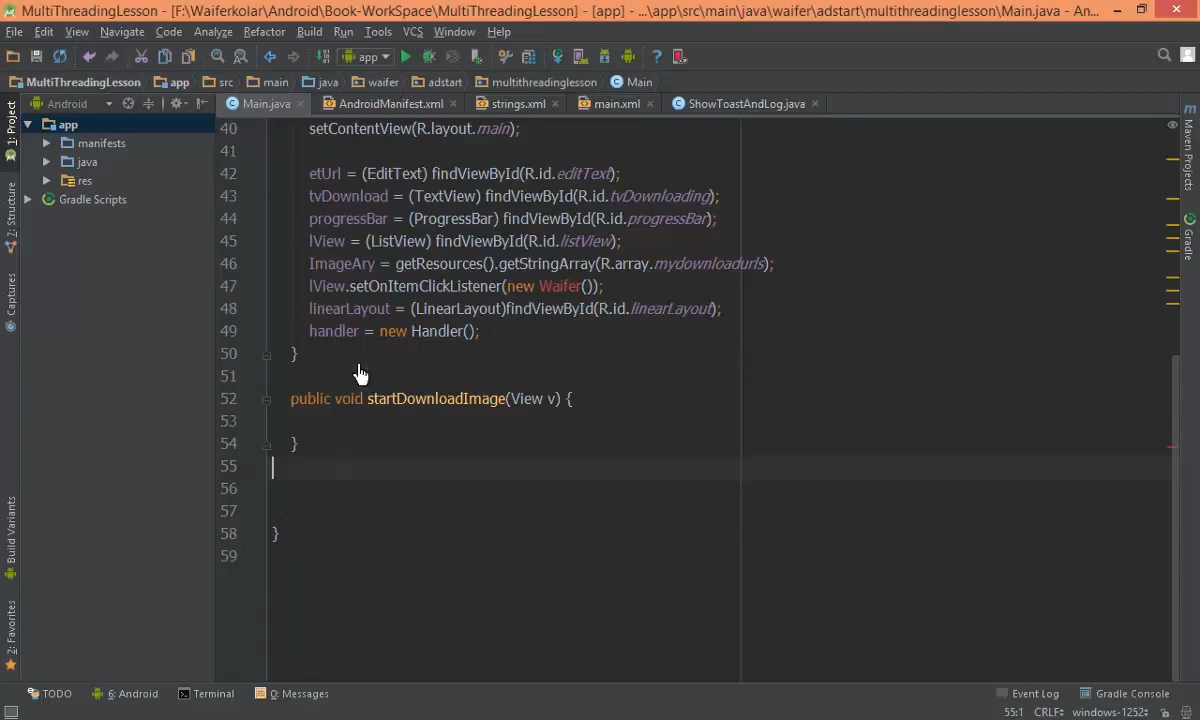 MultiThreadingLesson - [F:\Waiferkolar\Android\Book-WorkSpace\MultiThreadingLesson] - [app] - ...\app\src\main\java\waifer\adstart\multithreadinglesson\Main.java - An...
File Edit View Navigate Code Analyze Refactor Build Run Tools VCS Window Help
app
MultiThreadingLesson app src main java waifer adstart multithreadinglesson Main
Android Main.java AndroidManifest.xml strings.xml main.xml ShowToastAndLog.java
1: Project
7: Structure
Captures
Build Variants
2: Favorites
app
manifests
java
res
Gradle Scripts
40 setContentView(R.layout.main);
41
42 etUrl = (EditText) findViewById(R.id.editText);
43 tvDownload = (TextView) findViewById(R.id.tvDownloading);
44 progressBar = (ProgressBar) findViewById(R.id.progressBar);
45 lView = (ListView) findViewById(R.id.listView);
46 ImageAry = getResources().getStringArray(R.array.mydownloadurls);
47 lView.setOnItemClickListener(new Waifer());
48 linearLayout = (LinearLayout)findViewById(R.id.linearLayout);
49 handler = new Handler();
50 }
51
52 public void startDownloadImage(View v) {
53
54 }
55
56
57
58 }
59
Maven Projects
Gradle
TODO 6: Android Terminal 0: Messages Event Log Gradle Console
55:1 CRLF windows-1252